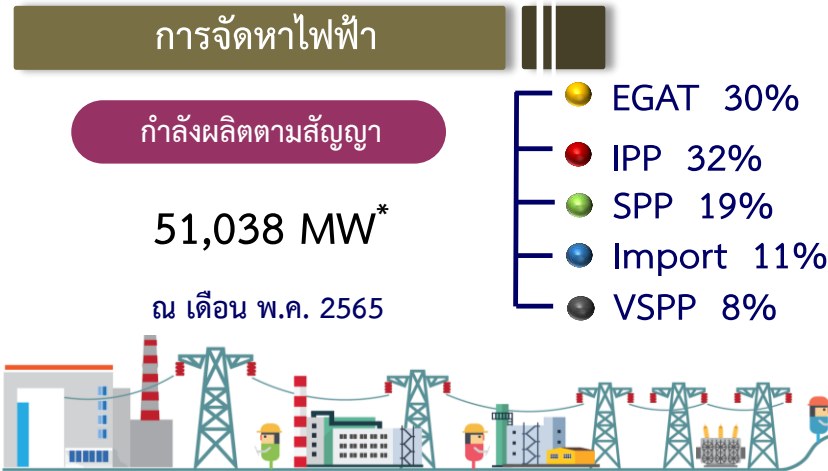 การจัดหาไฟฟ้า
กำลังผลิตตามสัญญา
51,038 MW*
ณ เดือน พ.ค. 2565
EGAT 30%
IPP 32%
SPP 19%
Import 11%
VSPP 8%